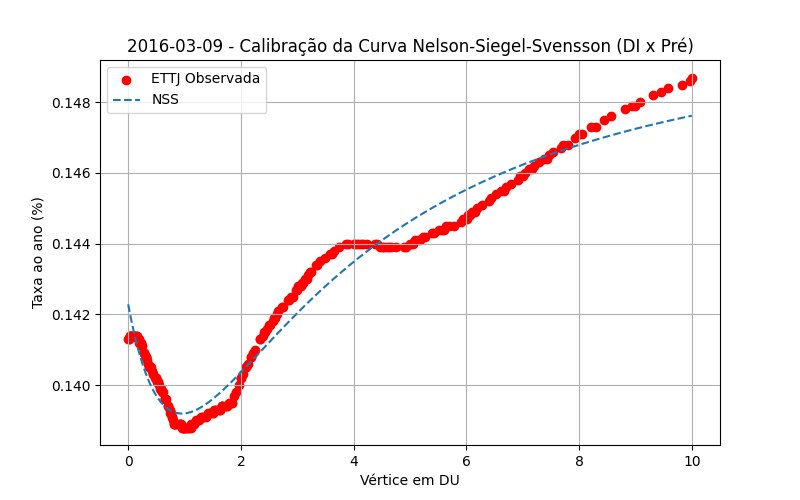 2016-03-09 - Calibração da Curva Nelson-Siegel-Svensson (DI x Pré)
ETTJ Observada
NSS
0.148
0.146
0.144
0.142
0.140
Taxa ao ano (%)
0 2 4 6 8 10
Vértice em DU